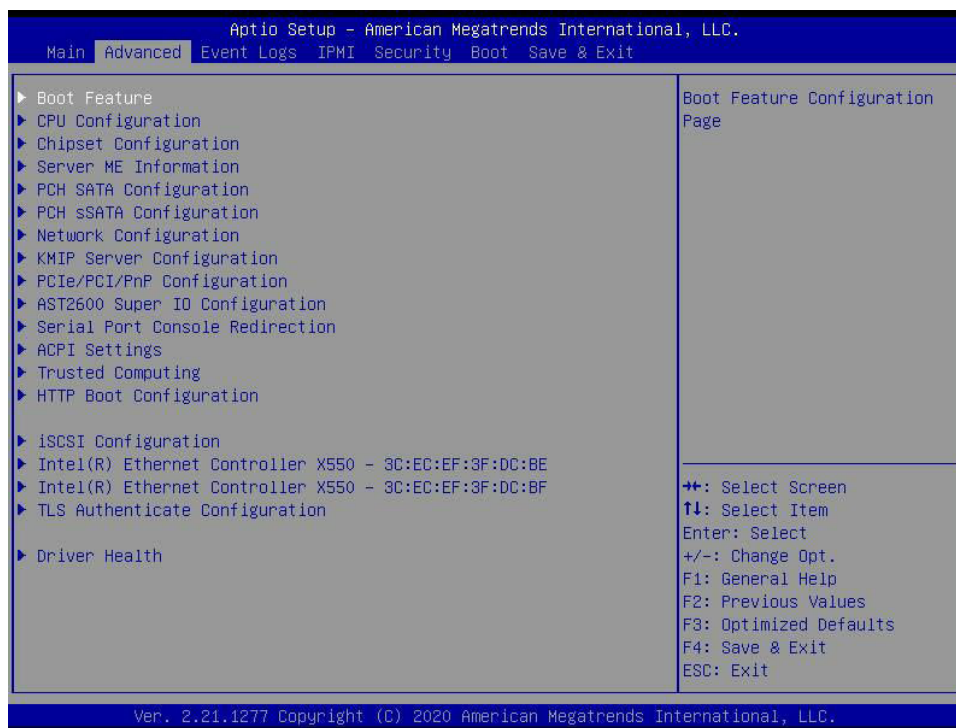 Aptio Setup – American Megatrends International, LLC.
Main Advanced Event Logs IPMI Security Boot Save & Exit
▶ Boot Feature
▶ CPU Configuration
▶ Chipset Configuration
▶ Server ME Information
▶ PCH SATA Configuration
▶ PCH sSATA Configuration
▶ Network Configuration
▶ KMIP Server Configuration
▶ PCIe/PCI/PnP Configuration
▶ AST2600 Super IO Configuration
▶ Serial Port Console Redirection
▶ ACPI Settings
▶ Trusted Computing
▶ HTTP Boot Configuration
▶ iSCSI Configuration
▶ Intel(R) Ethernet Controller X550 – 3C:EC:EF:3F:DC:BE
▶ Intel(R) Ethernet Controller X550 – 3C:EC:EF:3F:DC:BF
▶ TLS Authenticate Configuration
▶ Driver Health
Boot Feature Configuration
Page
→←: Select Screen
↑↓: Select Item
Enter: Select
+/-: Change Opt.
F1: General Help
F2: Previous Values
F3: Optimized Defaults
F4: Save & Exit
ESC: Exit
Ver. 2.21.1277 Copyright (C) 2020 American Megatrends International, LLC.